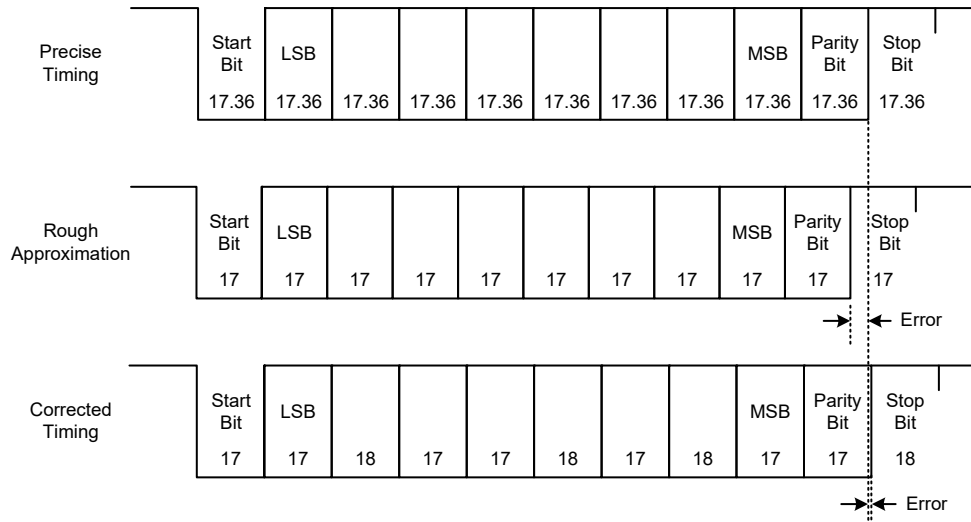 Precise
Timing
Start
Bit
LSB
MSB
Parity
Bit
Stop
Bit
17.36 17.36 17.36 17.36 17.36 17.36 17.36 17.36 17.36 17.36 17.36
Rough
Approximation
Start
Bit
LSB
MSB
Parity
Bit
Stop
Bit
17 17 17 17 17 17 17 17 17 17 17
Error
Corrected
Timing
Start
Bit
LSB
MSB
Parity
Bit
Stop
Bit
17 17 18 17 17 18 17 18 17 17 18
Error